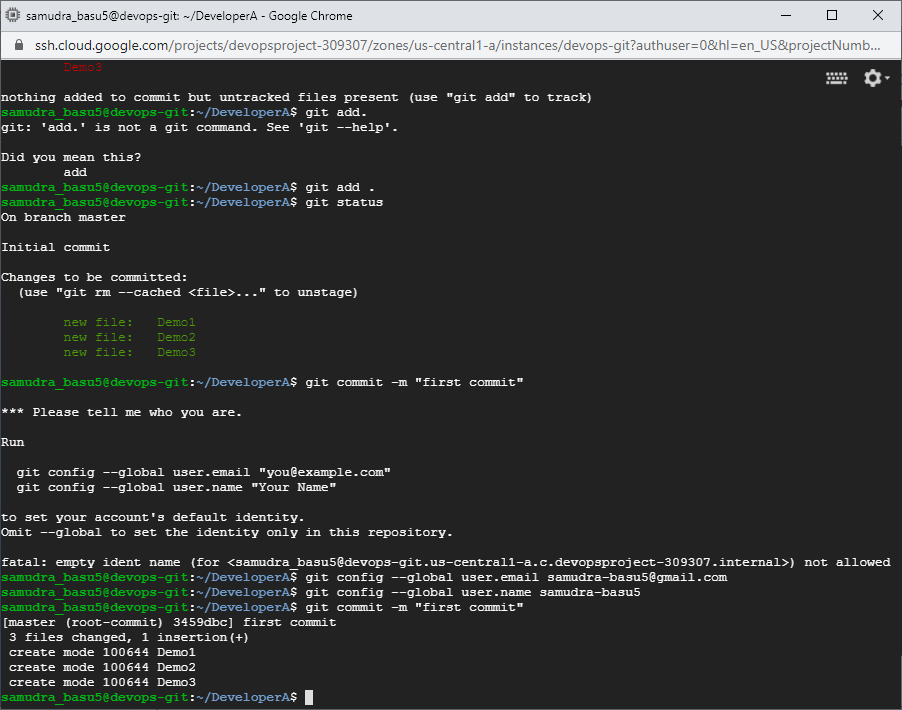 samudra_basu5@devops-git: ~/DeveloperA - Google Chrome
ssh.cloud.google.com/projects/devopsproject-309307/zones/us-central1-a/instances/devops-git?authuser=0&hl=en_US&projectNumb...
Demo3
nothing added to commit but untracked files present (use "git add" to track)
samudra_basu5@devops-git:~/DeveloperA$ git add.
git: 'add.' is not a git command. See 'git --help'.
Did you mean this?
add
samudra_basu5@devops-git:~/DeveloperA$ git add .
samudra_basu5@devops-git:~/DeveloperA$ git status
On branch master
Initial commit
Changes to be committed:
(use "git rm --cached <file>..." to unstage)
new file:   Demo1
new file:   Demo2
new file:   Demo3
samudra_basu5@devops-git:~/DeveloperA$ git commit -m "first commit"
*** Please tell me who you are.
Run
git config --global user.email "you@example.com"
git config --global user.name "Your Name"
to set your account's default identity.
Omit --global to set the identity only in this repository.
fatal: empty ident name (for <samudra_basu5@devops-git.us-central1-a.c.devopsproject-309307.internal>) not allowed
samudra_basu5@devops-git:~/DeveloperA$ git config --global user.email samudra-basu5@gmail.com
samudra_basu5@devops-git:~/DeveloperA$ git config --global user.name samudra-basu5
samudra_basu5@devops-git:~/DeveloperA$ git commit -m "first commit"
[master (root-commit) 3459dbc] first commit
3 files changed, 1 insertion(+)
create mode 100644 Demo1
create mode 100644 Demo2
create mode 100644 Demo3
samudra_basu5@devops-git:~/DeveloperA$